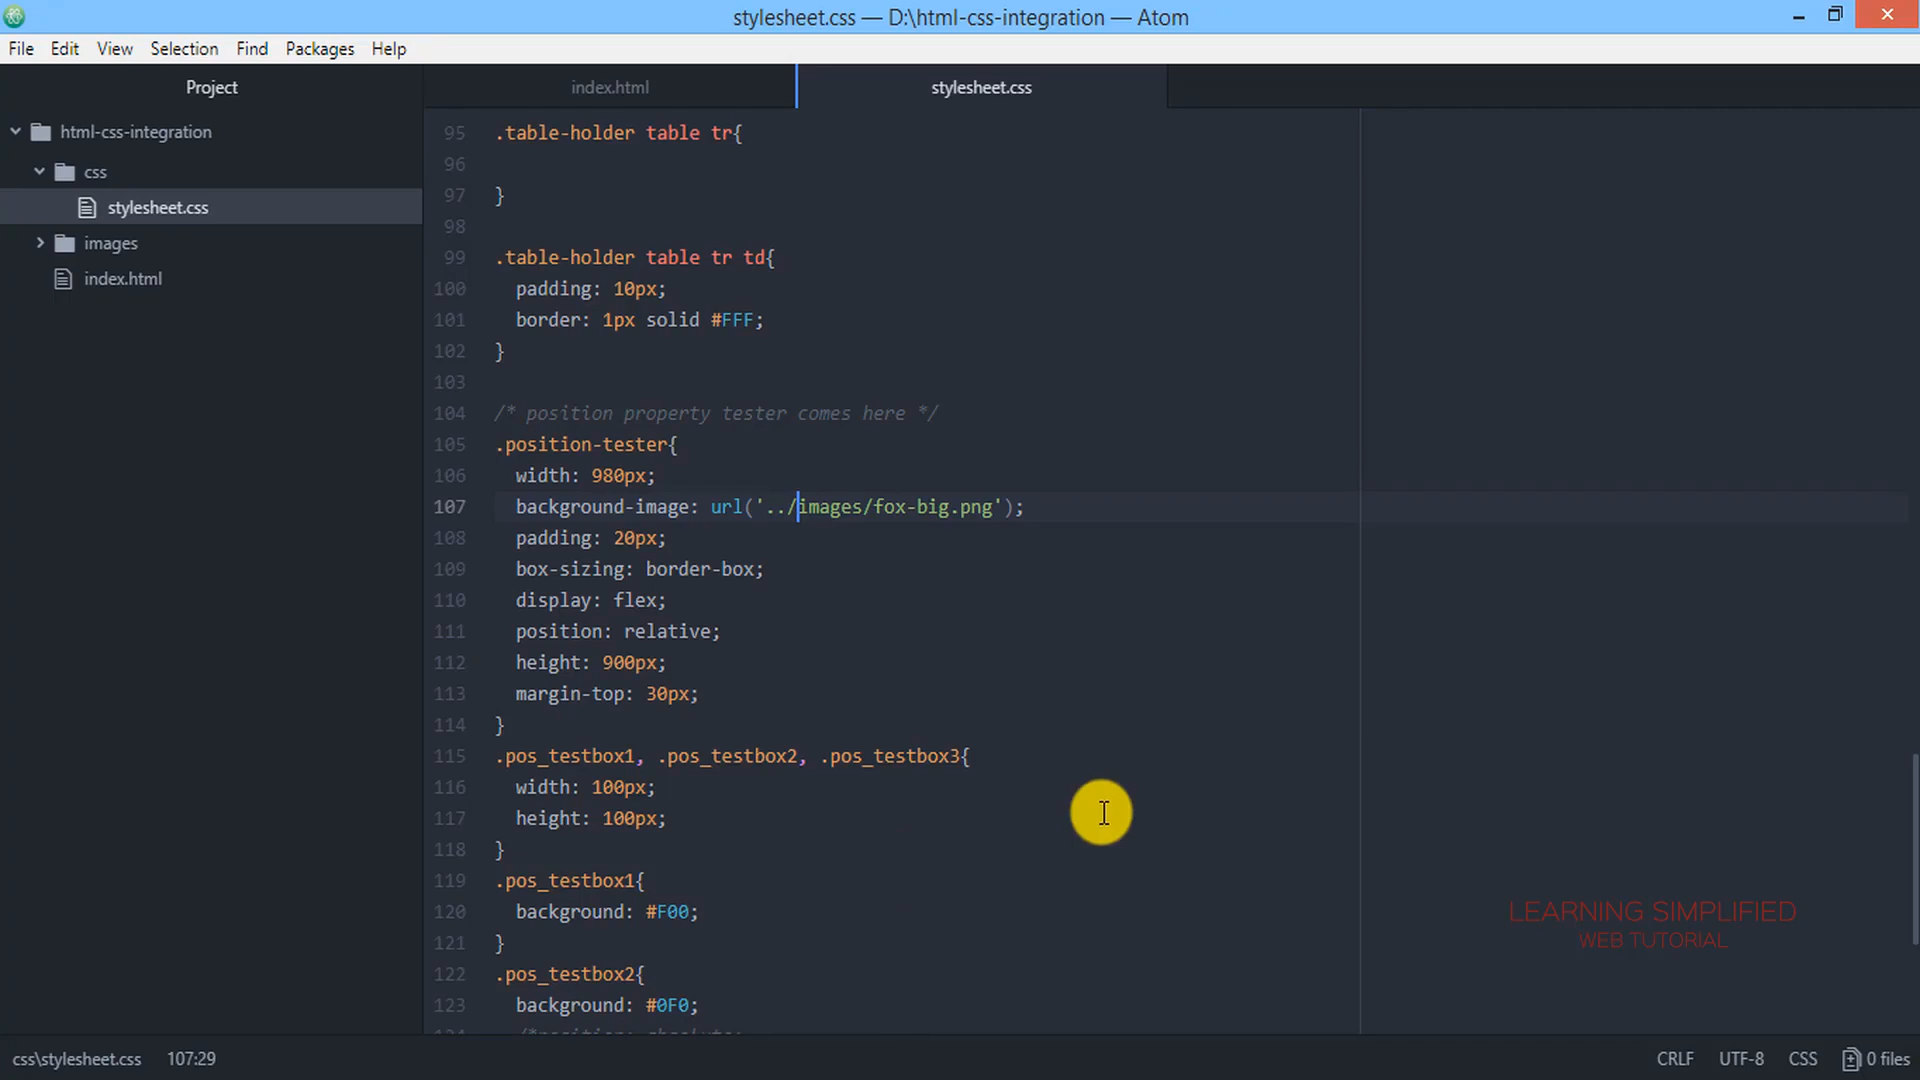 stylesheet.css — D:\html-css-integration — Atom
File Edit View Selection Find Packages Help
Project
index.html
stylesheet.css
html-css-integration
css
stylesheet.css
images
index.html
95 .table-holder table tr{
96
97 }
98
99 .table-holder table tr td{
100 padding: 10px;
101 border: 1px solid #FFF;
102 }
103
104 /* position property tester comes here */
105 .position-tester{
106 width: 980px;
107 background-image: url('../images/fox-big.png');
108 padding: 20px;
109 box-sizing: border-box;
110 display: flex;
111 position: relative;
112 height: 900px;
113 margin-top: 30px;
114 }
115 .pos_testbox1, .pos_testbox2, .pos_testbox3{
116 width: 100px;
117 height: 100px;
118 }
119 .pos_testbox1{
120 background: #F00;
121 }
122 .pos_testbox2{
123 background: #0F0;
LEARNING SIMPLIFIED
WEB TUTORIAL
css\stylesheet.css 107:29
CRLF UTF-8 CSS 0 files